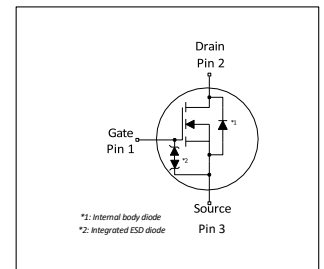 Drain
Pin 2
*1
Gate
Pin 1
*2
Source
Pin 3
*1: Internal body diode
*2: Integrated ESD diode